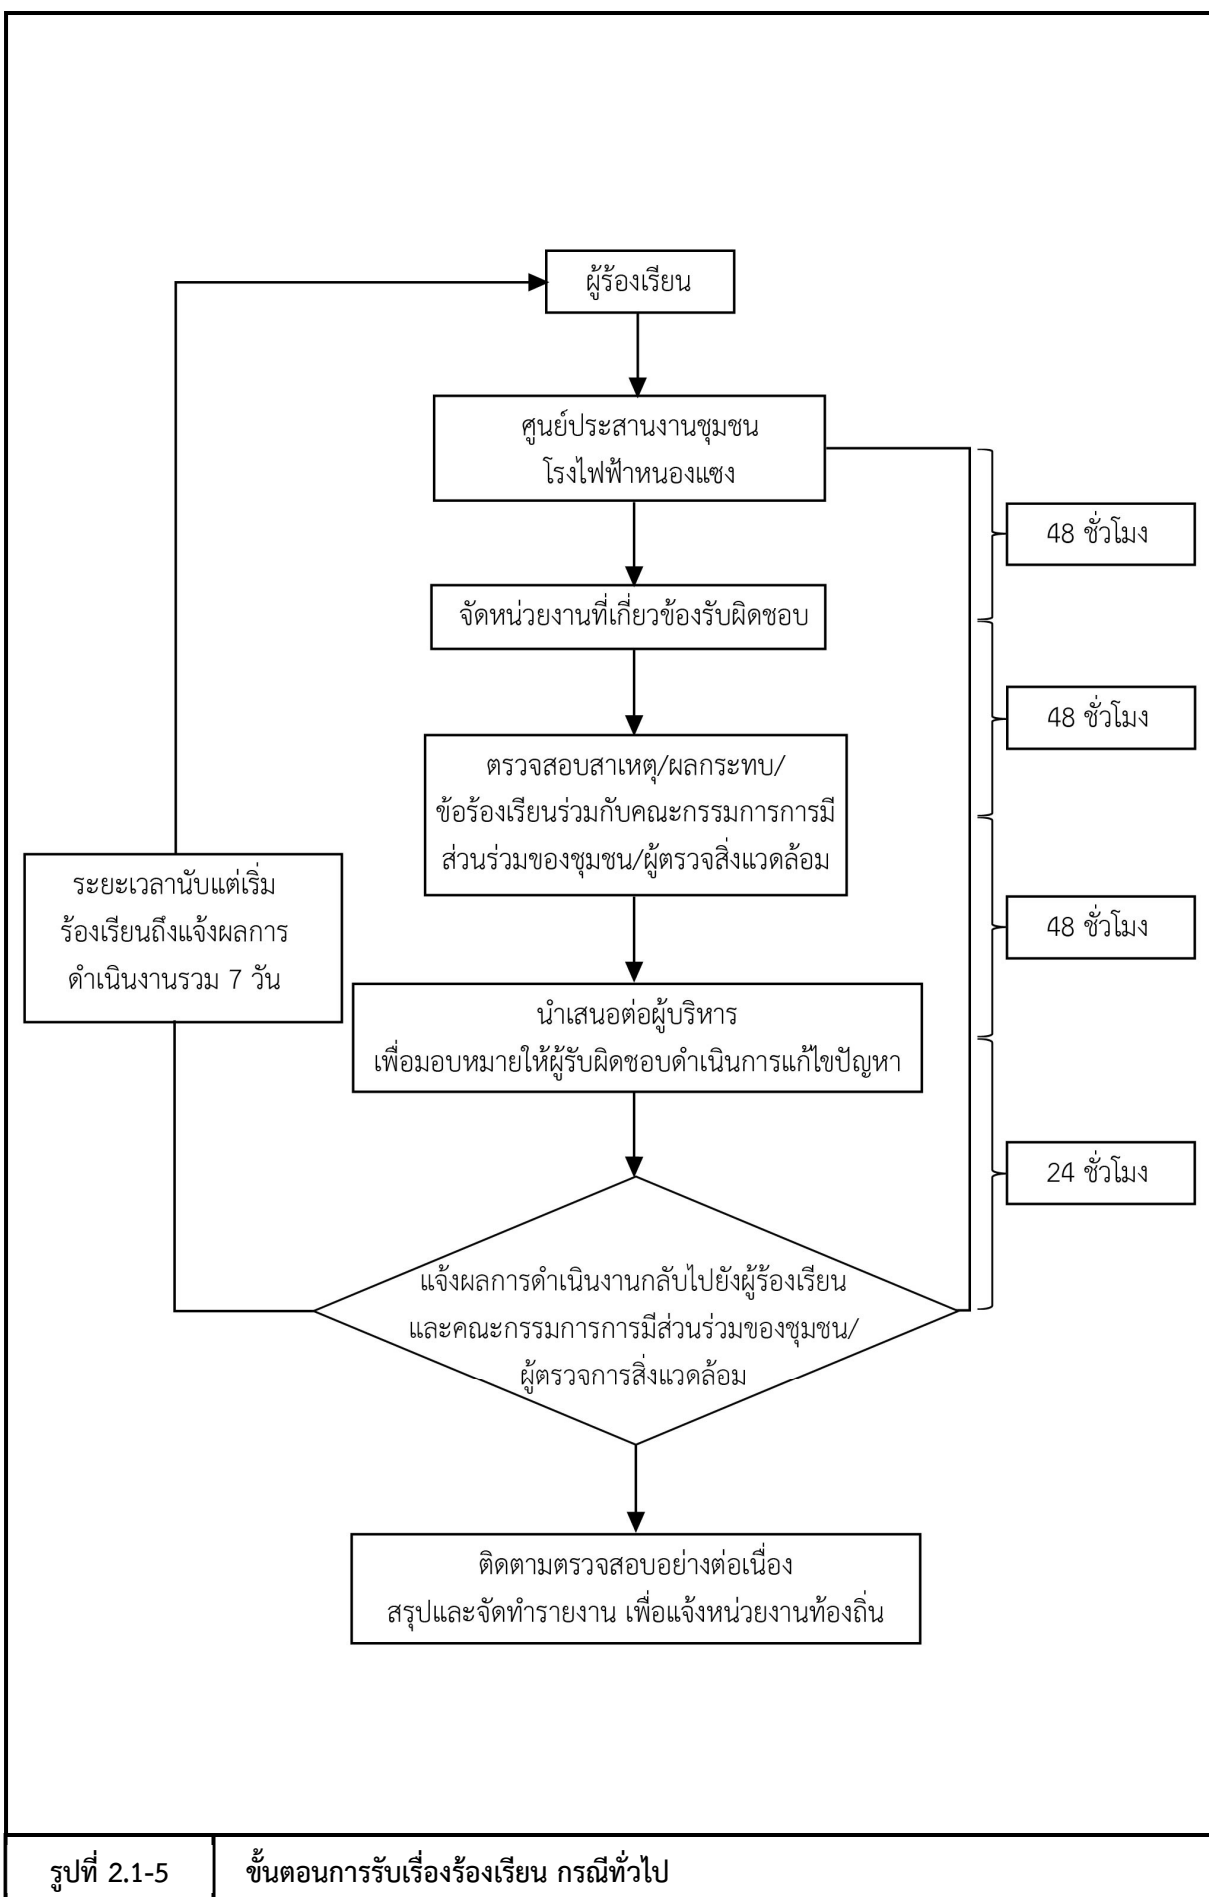 ผู้ร้องเรียน
ศูนย์ประสานงานชุมชน
โรงไฟฟ้าหนองแซง
48 ชั่วโมง
จัดหน่วยงานที่เกี่ยวข้องรับผิดชอบ
48 ชั่วโมง
ตรวจสอบสาเหตุ/ผลกระทบ/
ข้อร้องเรียนร่วมกับคณะกรรมการการมี
ส่วนร่วมของชุมชน/ผู้ตรวจสิ่งแวดล้อม
ระยะเวลานับแต่เริ่ม
ร้องเรียนถึงแจ้งผลการ
ดำเนินงานรวม 7 วัน
48 ชั่วโมง
นำเสนอต่อผู้บริหาร
เพื่อมอบหมายให้ผู้รับผิดชอบดำเนินการแก้ไขปัญหา
24 ชั่วโมง
แจ้งผลการดำเนินงานกลับไปยังผู้ร้องเรียน
และคณะกรรมการการมีส่วนร่วมของชุมชน/
ผู้ตรวจการสิ่งแวดล้อม
ติดตามตรวจสอบอย่างต่อเนื่อง
สรุปและจัดทำรายงาน เพื่อแจ้งหน่วยงานท้องถิ่น
รูปที่ 2.1-5 ขั้นตอนการรับเรื่องร้องเรียน กรณีทั่วไป